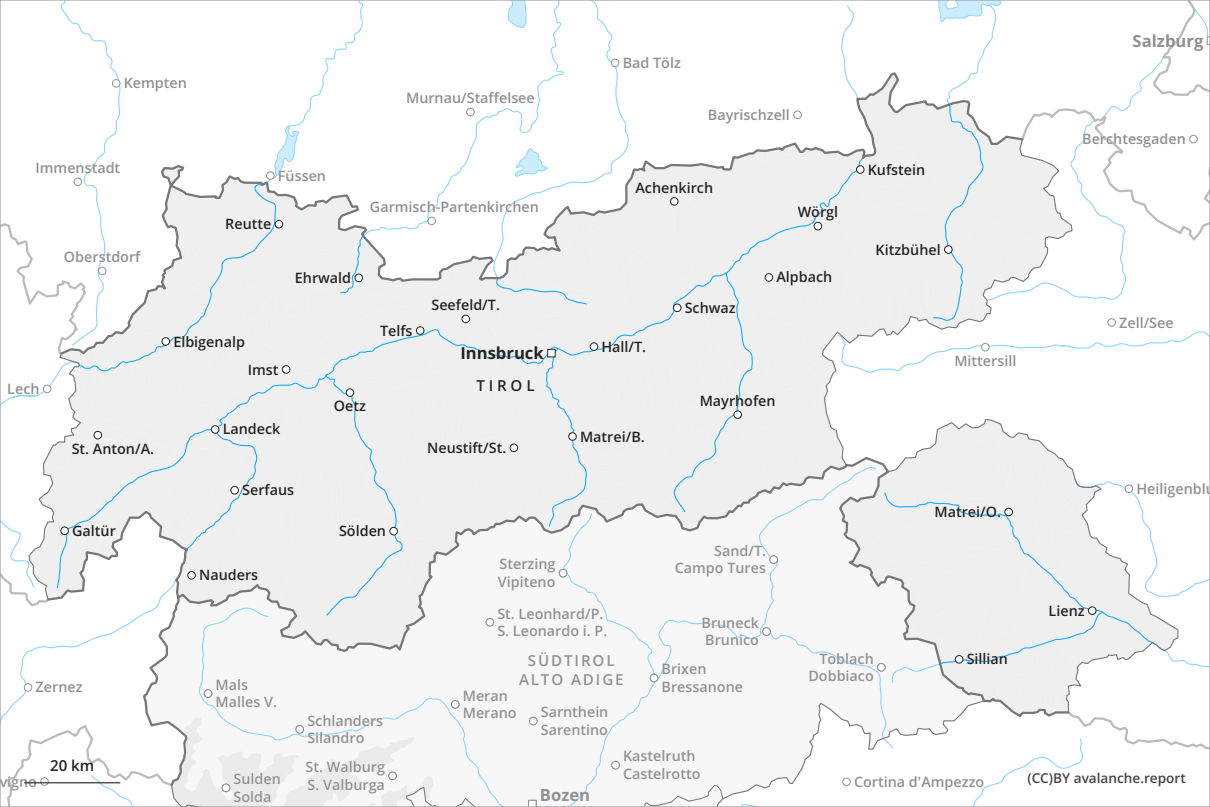 Salzburg
Bad Tölz
Kempten
Murnau/Staffelsee
Bayrischzell
Berchtesgaden
Immenstadt
Füssen
Kufstein
Achenkirch
Garmisch-Partenkirchen
Wörgl
Reutte
Kitzbühel
Oberstdorf
Ehrwald
Alpbach
Seefeld/T.
Schwaz
Telfs
Zell/See
Elbigenalp
Innsbruck
Hall/T.
Mittersill
Imst
TIROL
Lech
Oetz
Mayrhofen
Landeck
Matrei/B.
St. Anton/A.
Neustift/St.
Serfaus
Heiligenblu
Matrei/O.
Galtür
Sölden
Sand/T.
Campo Tures
Sterzing
Vipiteno
Nauders
Lienz
St. Leonhard/P.
S. Leonardo i. P.
Bruneck
Brunico
SÜDTIROL
ALTO ADIGE
Toblach
Dobbiaco
Sillian
Brixen
Bressanone
Zernez
Mals
Malles V.
Meran
Merano
Sarnthein
Sarentino
Schlanders
Silandro
Kastelruth
Castelrotto
20 km
St. Walburg
S. Valburga
vigno
Sulden
Solda
Cortina d'Ampezzo
(CC)BY avalanche.report
Bozen